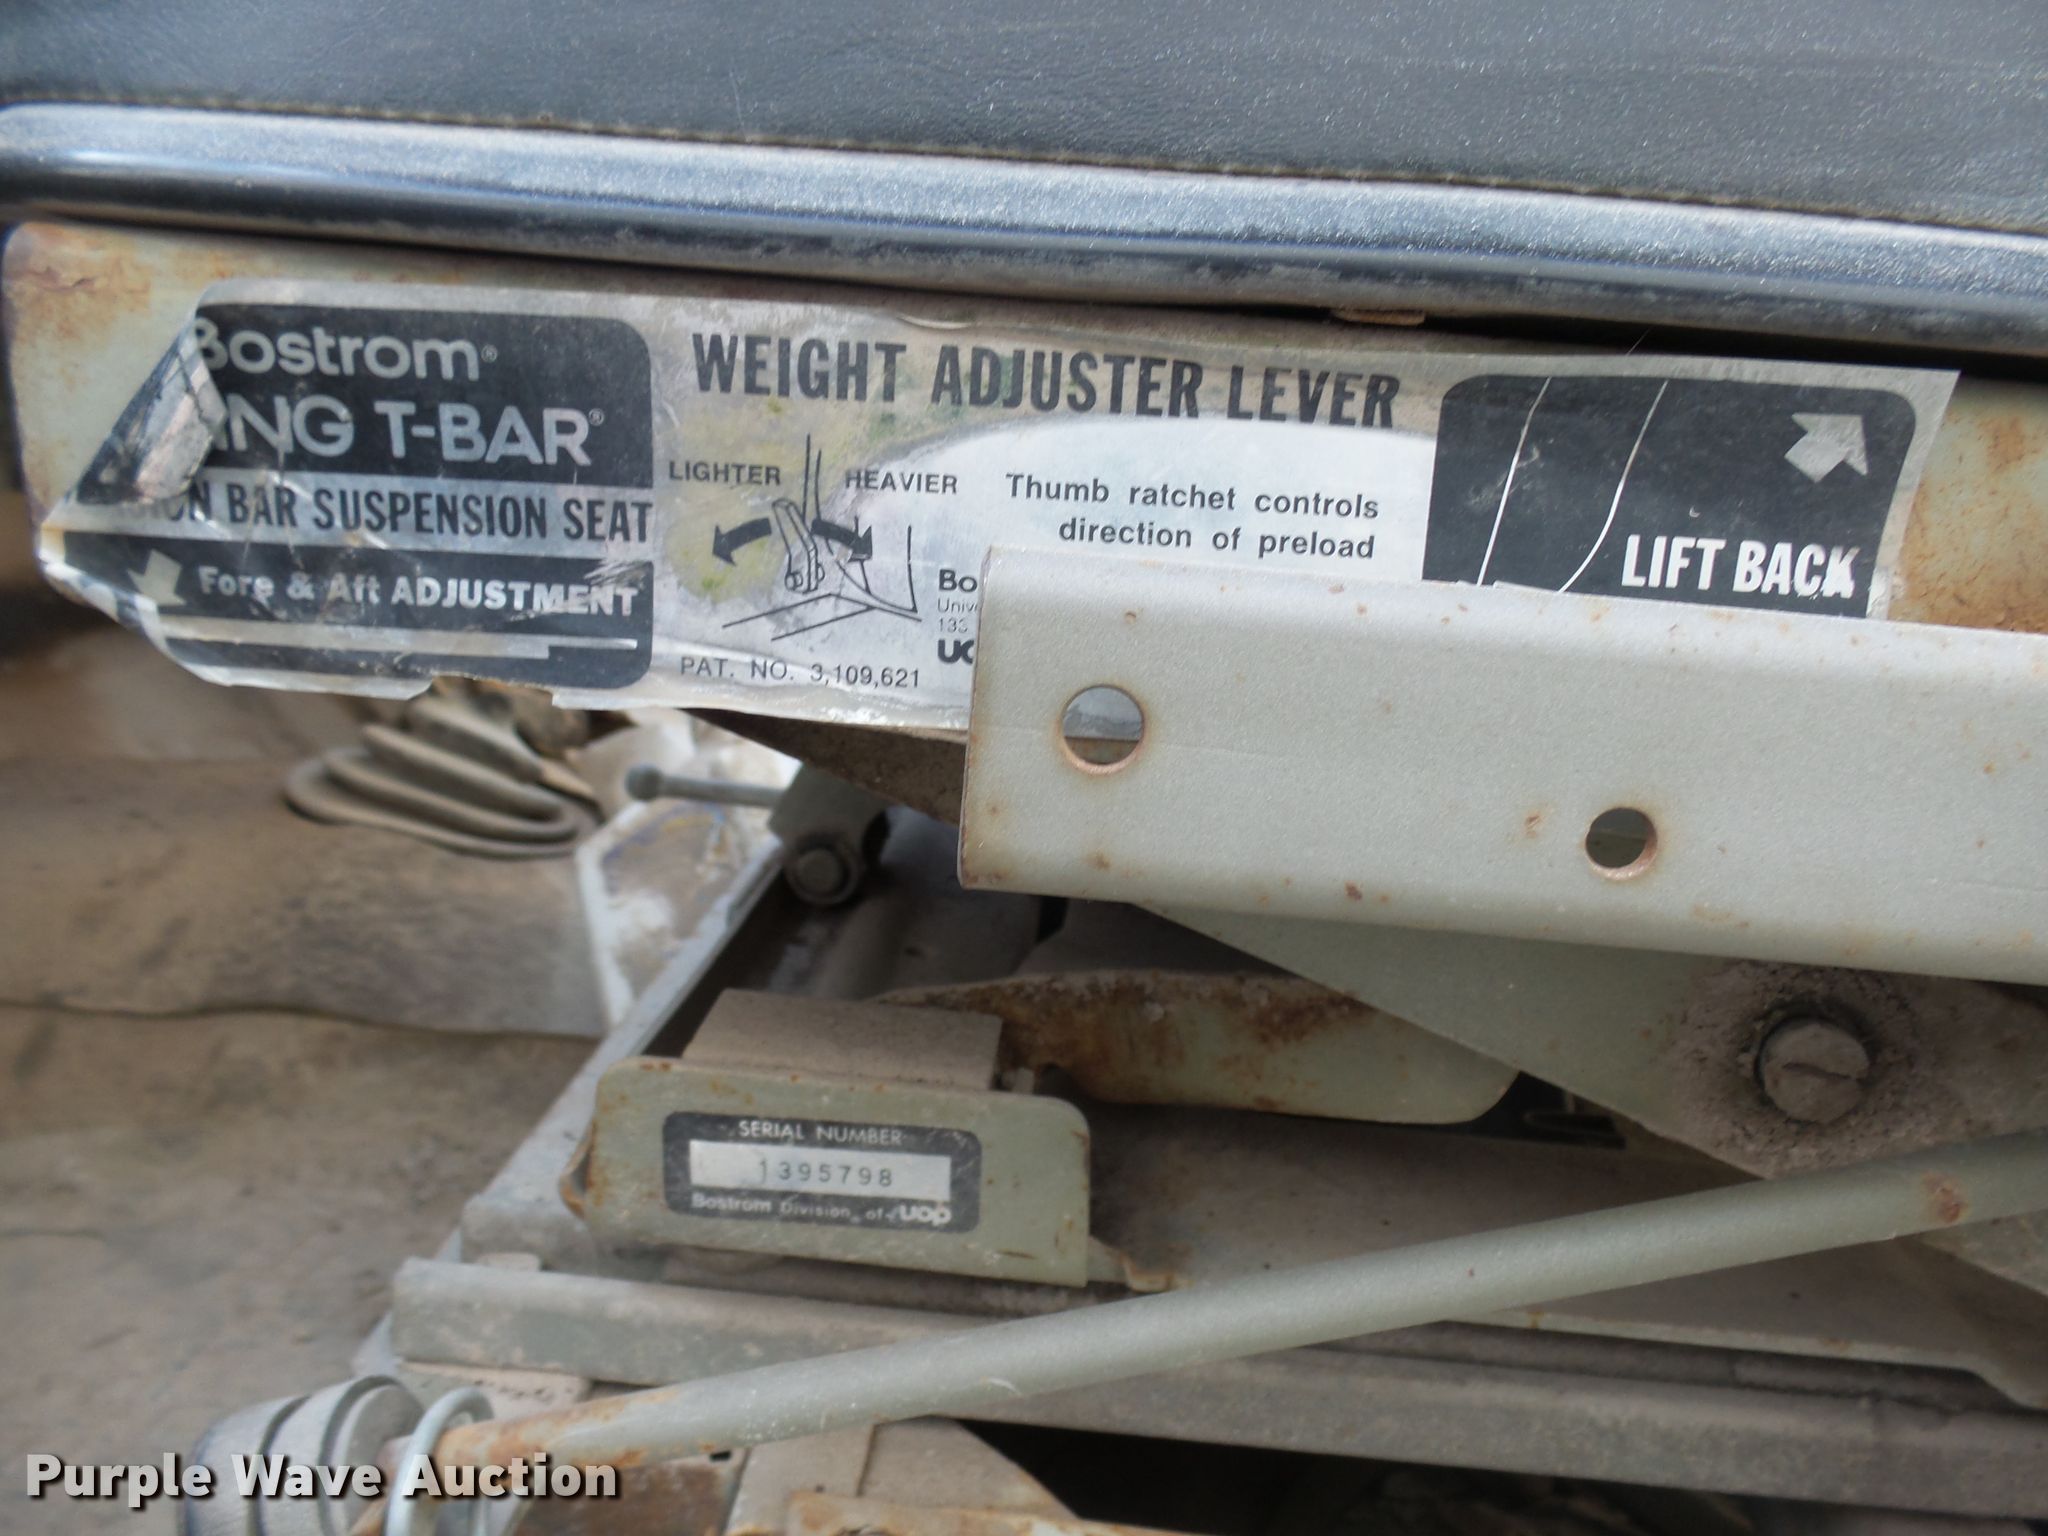 Bostrom®
T-BAR®
BAR SUSPENSION SEAT
Fore & Aft ADJUSTMENT
WEIGHT ADJUSTER LEVER
LIGHTER
HEAVIER
Thumb ratchet controls
direction of preload
PAT. NO. 3,109,621
LIFT BACK
SERIAL NUMBER
1395798
Bostrom Division of uop
Purple Wave Auction